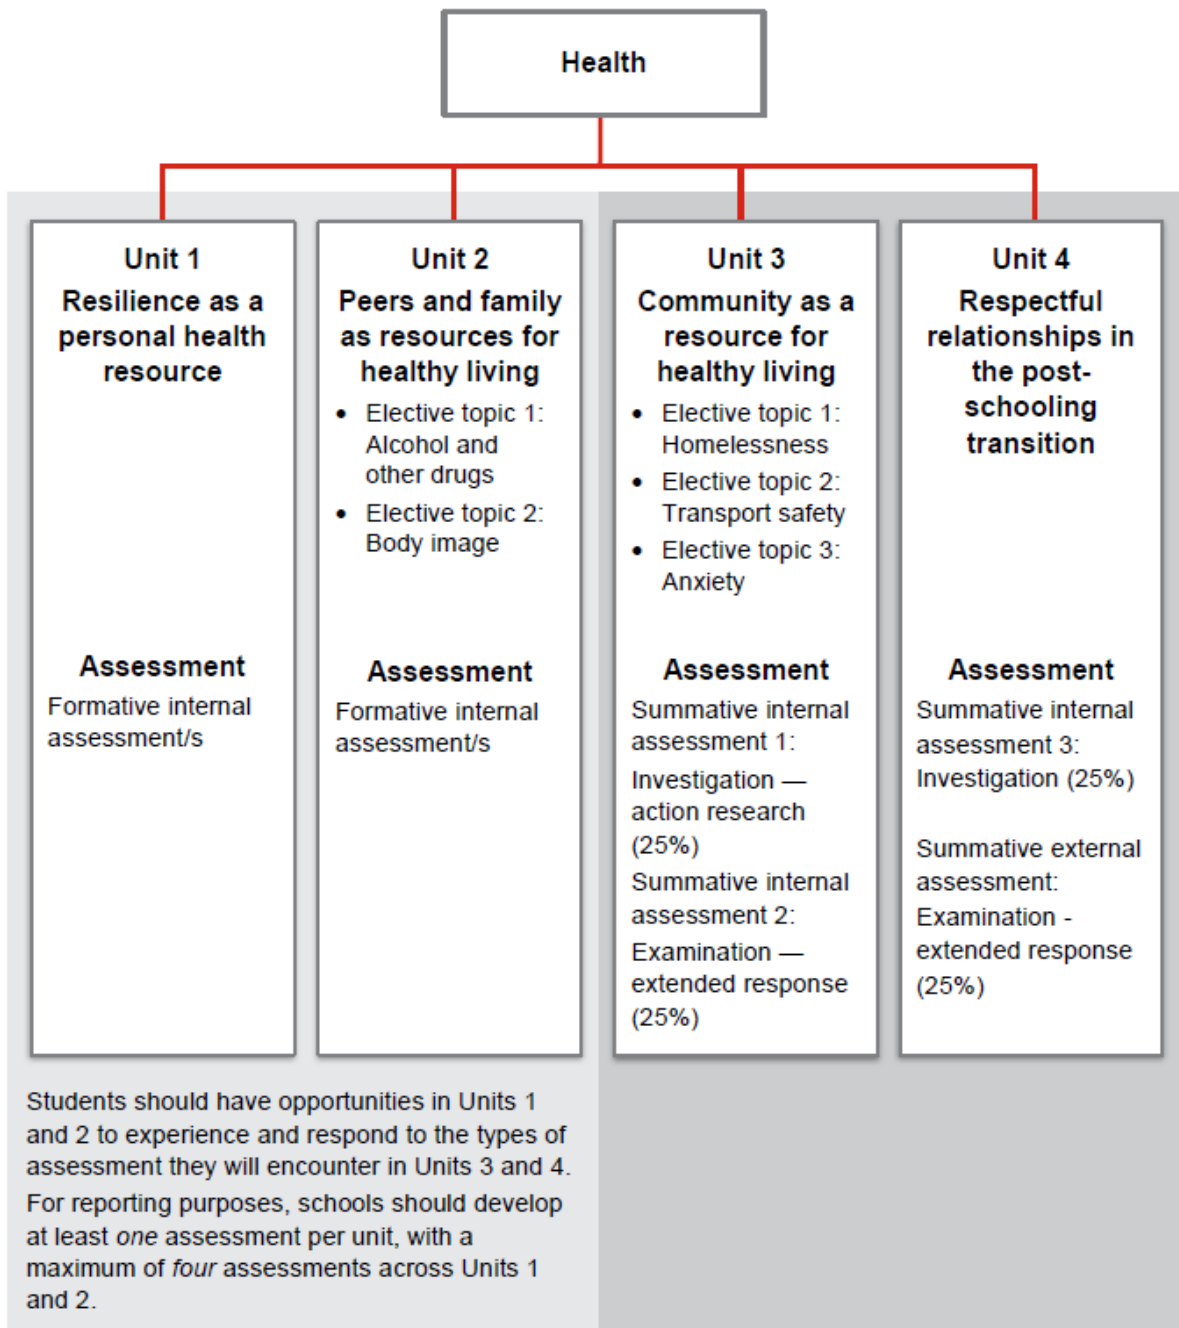 Health
Unit 1
Resilience as a
personal health
resource
Assessment
Formative internal
assessment/s
Unit 2
Peers and family
as resources for
healthy living
• Elective topic 1:
Alcohol and
other drugs
• Elective topic 2:
Body image
Assessment
Formative internal
assessment/s
Unit 3
Community as a
resource for
healthy living
• Elective topic 1:
Homelessness
• Elective topic 2:
Transport safety
• Elective topic 3:
Anxiety
Assessment
Summative internal
assessment 1:
Investigation —
action research
(25%)
Summative internal
assessment 2:
Examination —
extended response
(25%)
Unit 4
Respectful
relationships in
the post-
schooling
transition
Assessment
Summative internal
assessment 3:
Investigation (25%)
Summative external
assessment:
Examination -
extended response
(25%)
Students should have opportunities in Units 1
and 2 to experience and respond to the types of
assessment they will encounter in Units 3 and 4.
For reporting purposes, schools should develop
at least one assessment per unit, with a
maximum of four assessments across Units 1
and 2.